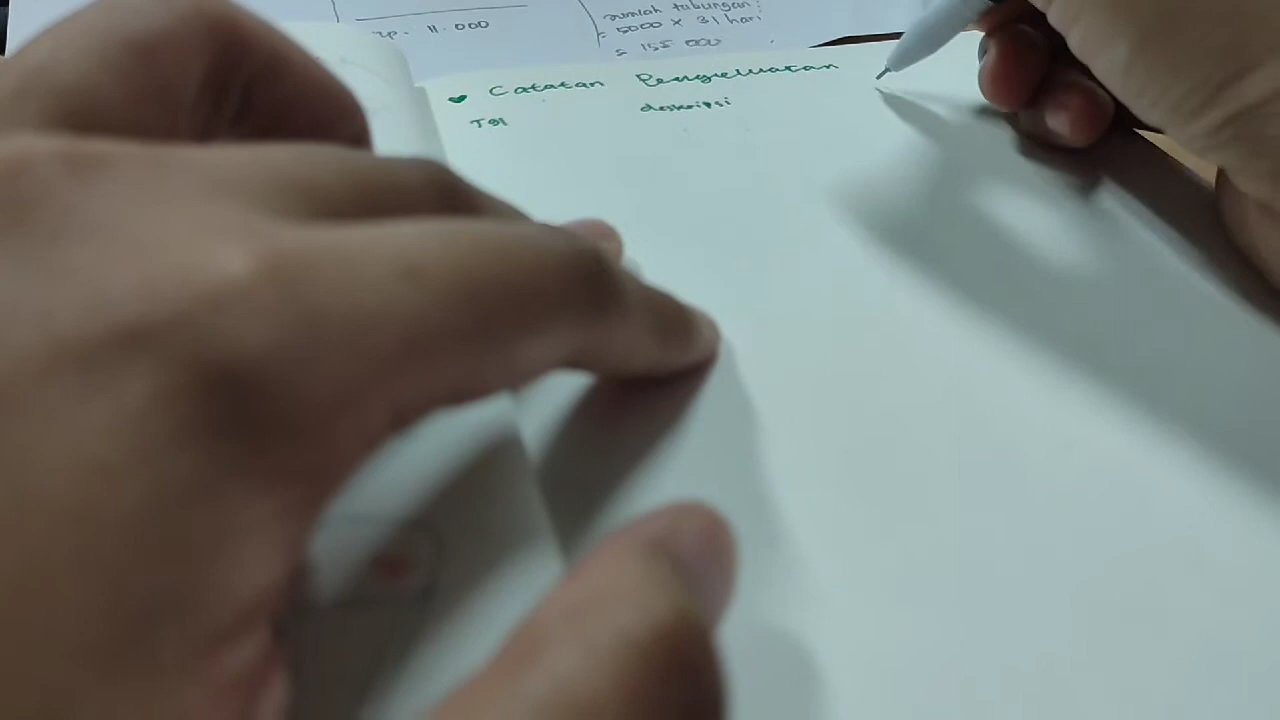 Rp. 11.000
Jumlah tabungan:
= 5000 x 31 hari
= 155 000
Catatan Pengeluaran
Tgl deskripsi